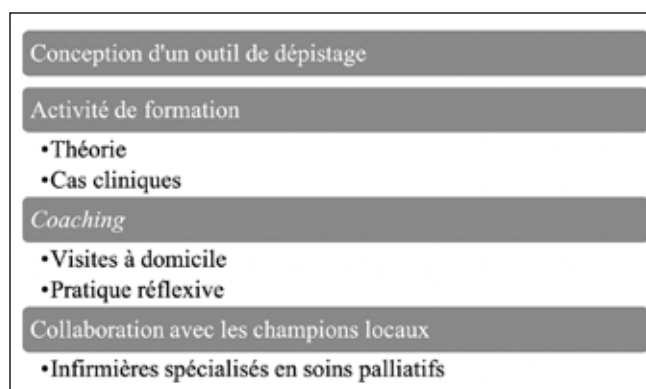 Conception d'un outil de dépistage
Activité de formation
•Théorie
•Cas cliniques
Coaching
•Visites à domicile
•Pratique réflexive
Collaboration avec les champions locaux
•Infirmières spécialisés en soins palliatifs